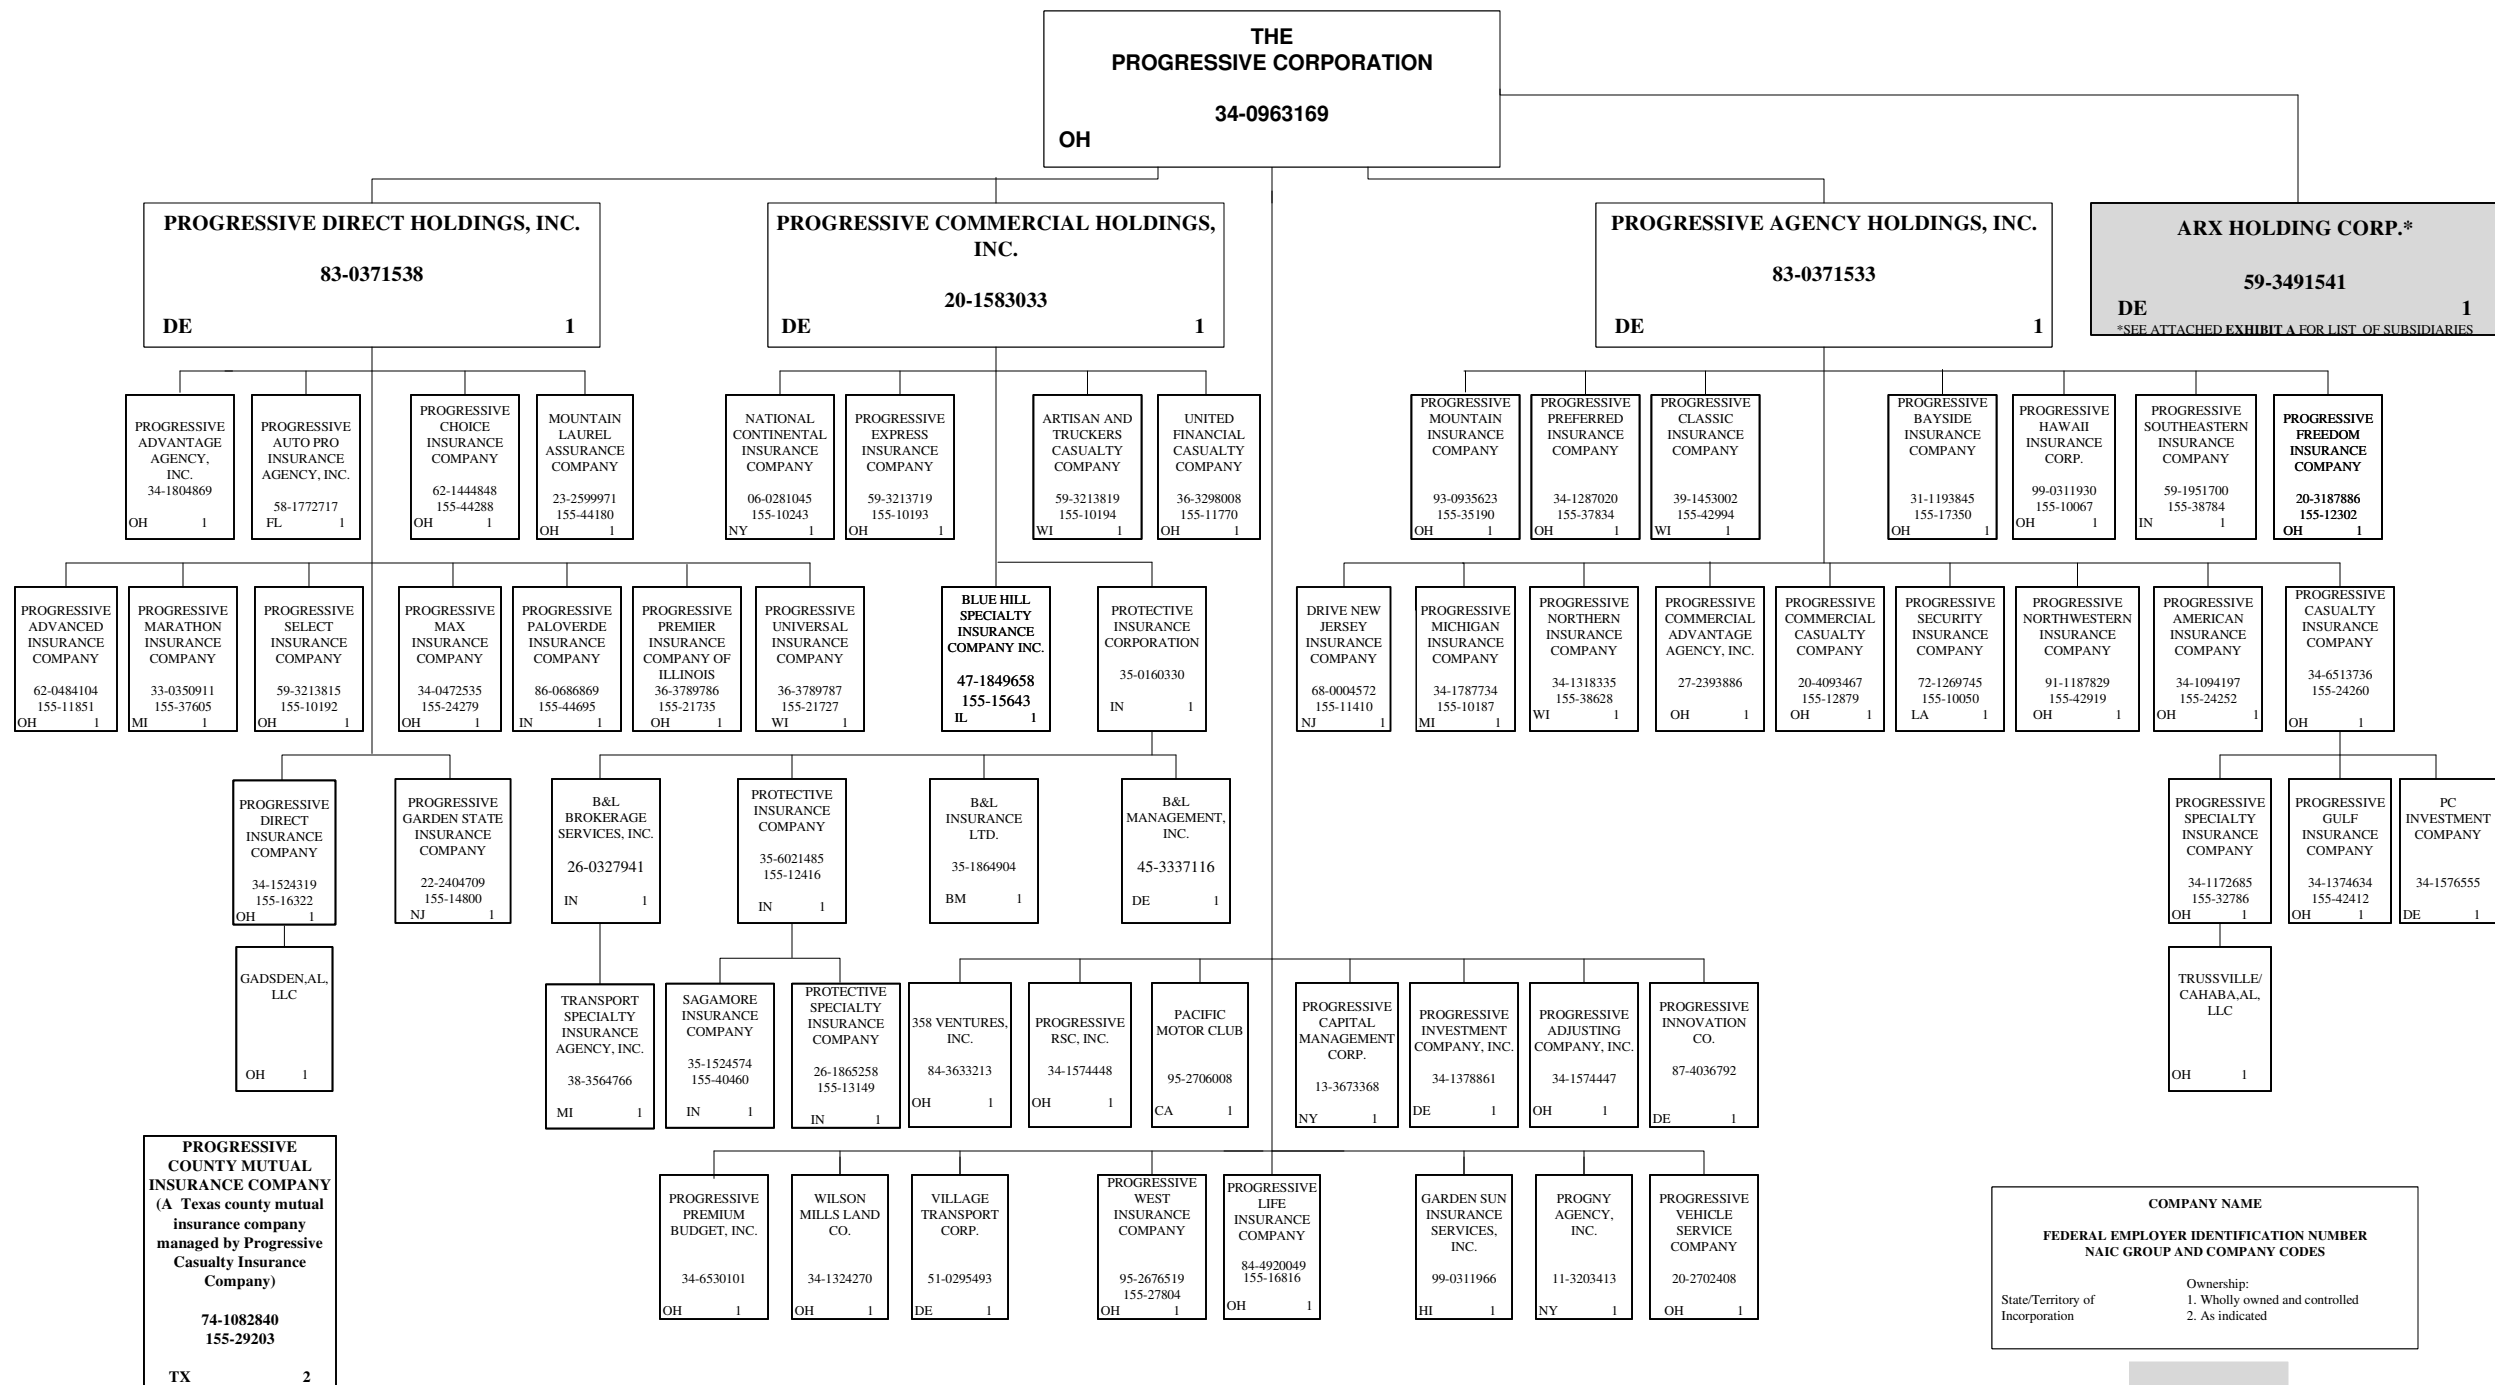 THE
PROGRESSIVE CORPORATION
34-0963169
OH
PROGRESSIVE DIRECT HOLDINGS, INC.
83-0371538
DE 1
PROGRESSIVE COMMERCIAL HOLDINGS,
INC.
20-1583033
DE 1
PROGRESSIVE AGENCY HOLDINGS, INC.
83-0371533
DE 1
ARX HOLDING CORP.*
59-3491541
DE 1
*SEE ATTACHED EXHIBIT A FOR LIST OF SUBSIDIARIES
PROGRESSIVE
ADVANTAGE
AGENCY,
INC.
34-1804869
OH 1
PROGRESSIVE
AUTO PRO
INSURANCE
AGENCY, INC.
58-1772717
FL 1
PROGRESSIVE
CHOICE
INSURANCE
COMPANY
62-1444848
155-44288
OH 1
MOUNTAIN
LAUREL
ASSURANCE
COMPANY
23-2599971
155-44180
OH 1
NATIONAL
CONTINENTAL
INSURANCE
COMPANY
06-0281045
155-10243
NY 1
PROGRESSIVE
EXPRESS
INSURANCE
COMPANY
59-3213719
155-10193
OH 1
ARTISAN AND
TRUCKERS
CASUALTY
COMPANY
59-3213819
155-10194
WI 1
UNITED
FINANCIAL
CASUALTY
COMPANY
36-3298008
155-11770
OH 1
PROGRESSIVE
MOUNTAIN
INSURANCE
COMPANY
93-0935623
155-35190
OH 1
PROGRESSIVE
PREFERRED
INSURANCE
COMPANY
34-1287020
155-37834
OH 1
PROGRESSIVE
CLASSIC
INSURANCE
COMPANY
39-1453002
155-42994
WI 1
PROGRESSIVE
BAYSIDE
INSURANCE
COMPANY
31-1193845
155-17350
OH 1
PROGRESSIVE
HAWAII
INSURANCE
CORP.
99-0311930
155-10067
OH 1
PROGRESSIVE
SOUTHEASTERN
INSURANCE
COMPANY
59-1951700
155-38784
IN 1
PROGRESSIVE
FREEDOM
INSURANCE
COMPANY
20-3187886
155-12302
OH 1
PROGRESSIVE
ADVANCED
INSURANCE
COMPANY
62-0484104
155-11851
OH 1
PROGRESSIVE
MARATHON
INSURANCE
COMPANY
33-0350911
155-37605
MI 1
PROGRESSIVE
SELECT
INSURANCE
COMPANY
59-3213815
155-10192
OH 1
PROGRESSIVE
MAX
INSURANCE
COMPANY
34-0472535
155-24279
OH 1
PROGRESSIVE
PALOVERDE
INSURANCE
COMPANY
86-0686869
155-44695
IN 1
PROGRESSIVE
PREMIER
INSURANCE
COMPANY OF
ILLINOIS
36-3789786
155-21735
OH 1
PROGRESSIVE
UNIVERSAL
INSURANCE
COMPANY
36-3789787
155-21727
WI 1
BLUE HILL
SPECIALTY
INSURANCE
COMPANY INC.
47-1849658
155-15643
IL 1
PROTECTIVE
INSURANCE
CORPORATION
35-0160330
IN 1
DRIVE NEW
JERSEY
INSURANCE
COMPANY
68-0004572
155-11410
NJ 1
PROGRESSIVE
MICHIGAN
INSURANCE
COMPANY
34-1787734
155-10187
MI 1
PROGRESSIVE
NORTHERN
INSURANCE
COMPANY
34-1318335
155-38628
WI 1
PROGRESSIVE
COMMERCIAL
ADVANTAGE
AGENCY, INC.
27-2393886
OH 1
PROGRESSIVE
COMMERCIAL
CASUALTY
COMPANY
20-4093467
155-12879
OH 1
PROGRESSIVE
SECURITY
INSURANCE
COMPANY
72-1269745
155-10050
LA 1
PROGRESSIVE
NORTHWESTERN
INSURANCE
COMPANY
91-1187829
155-42919
OH 1
PROGRESSIVE
AMERICAN
INSURANCE
COMPANY
34-1094197
155-24252
OH 1
PROGRESSIVE
CASUALTY
INSURANCE
COMPANY
34-6513736
155-24260
OH 1
PROGRESSIVE
DIRECT
INSURANCE
COMPANY
34-1524319
155-16322
OH 1
PROGRESSIVE
GARDEN STATE
INSURANCE
COMPANY
22-2404709
155-14800
NJ 1
B&L
BROKERAGE
SERVICES, INC.
26-0327941
IN 1
PROTECTIVE
INSURANCE
COMPANY
35-6021485
155-12416
IN 1
B&L
INSURANCE
LTD.
35-1864904
BM 1
B&L
MANAGEMENT,
INC.
45-3337116
DE 1
PROGRESSIVE
SPECIALTY
INSURANCE
COMPANY
34-1172685
155-32786
OH 1
PROGRESSIVE
GULF
INSURANCE
COMPANY
34-1374634
155-42412
OH 1
PC
INVESTMENT
COMPANY
34-1576555
DE 1
GADSDEN,AL,
LLC
OH 1
TRANSPORT
SPECIALTY
INSURANCE
AGENCY, INC.
38-3564766
MI 1
SAGAMORE
INSURANCE
COMPANY
35-1524574
155-40460
IN 1
PROTECTIVE
SPECIALTY
INSURANCE
COMPANY
26-1865258
155-13149
IN 1
358 VENTURES,
INC.
84-3633213
OH 1
PROGRESSIVE
RSC, INC.
34-1574448
OH 1
PACIFIC
MOTOR CLUB
95-2706008
CA 1
PROGRESSIVE
CAPITAL
MANAGEMENT
CORP.
13-3673368
NY 1
PROGRESSIVE
INVESTMENT
COMPANY, INC.
34-1378861
DE 1
PROGRESSIVE
ADJUSTING
COMPANY, INC.
34-1574447
OH 1
PROGRESSIVE
INNOVATION
CO.
87-4036792
DE 1
TRUSSVILLE/
CAHABA,AL,
LLC
OH 1
PROGRESSIVE
COUNTY MUTUAL
INSURANCE COMPANY
(A Texas county mutual
insurance company
managed by Progressive
Casualty Insurance
Company)
74-1082840
155-29203
TX 2
PROGRESSIVE
PREMIUM
BUDGET, INC.
34-6530101
OH 1
WILSON
MILLS LAND
CO.
34-1324270
OH 1
VILLAGE
TRANSPORT
CORP.
51-0295493
DE 1
PROGRESSIVE
WEST
INSURANCE
COMPANY
95-2676519
155-27804
OH 1
PROGRESSIVE
LIFE
INSURANCE
COMPANY
84-4920049
155-16816
OH 1
GARDEN SUN
INSURANCE
SERVICES,
INC.
99-0311966
HI 1
PROGNY
AGENCY,
INC.
11-3203413
NY 1
PROGRESSIVE
VEHICLE
SERVICE
COMPANY
20-2702408
OH 1
COMPANY NAME
FEDERAL EMPLOYER IDENTIFICATION NUMBER
NAIC GROUP AND COMPANY CODES
Ownership:
State/Territory of 1. Wholly owned and controlled
Incorporation 2. As indicated